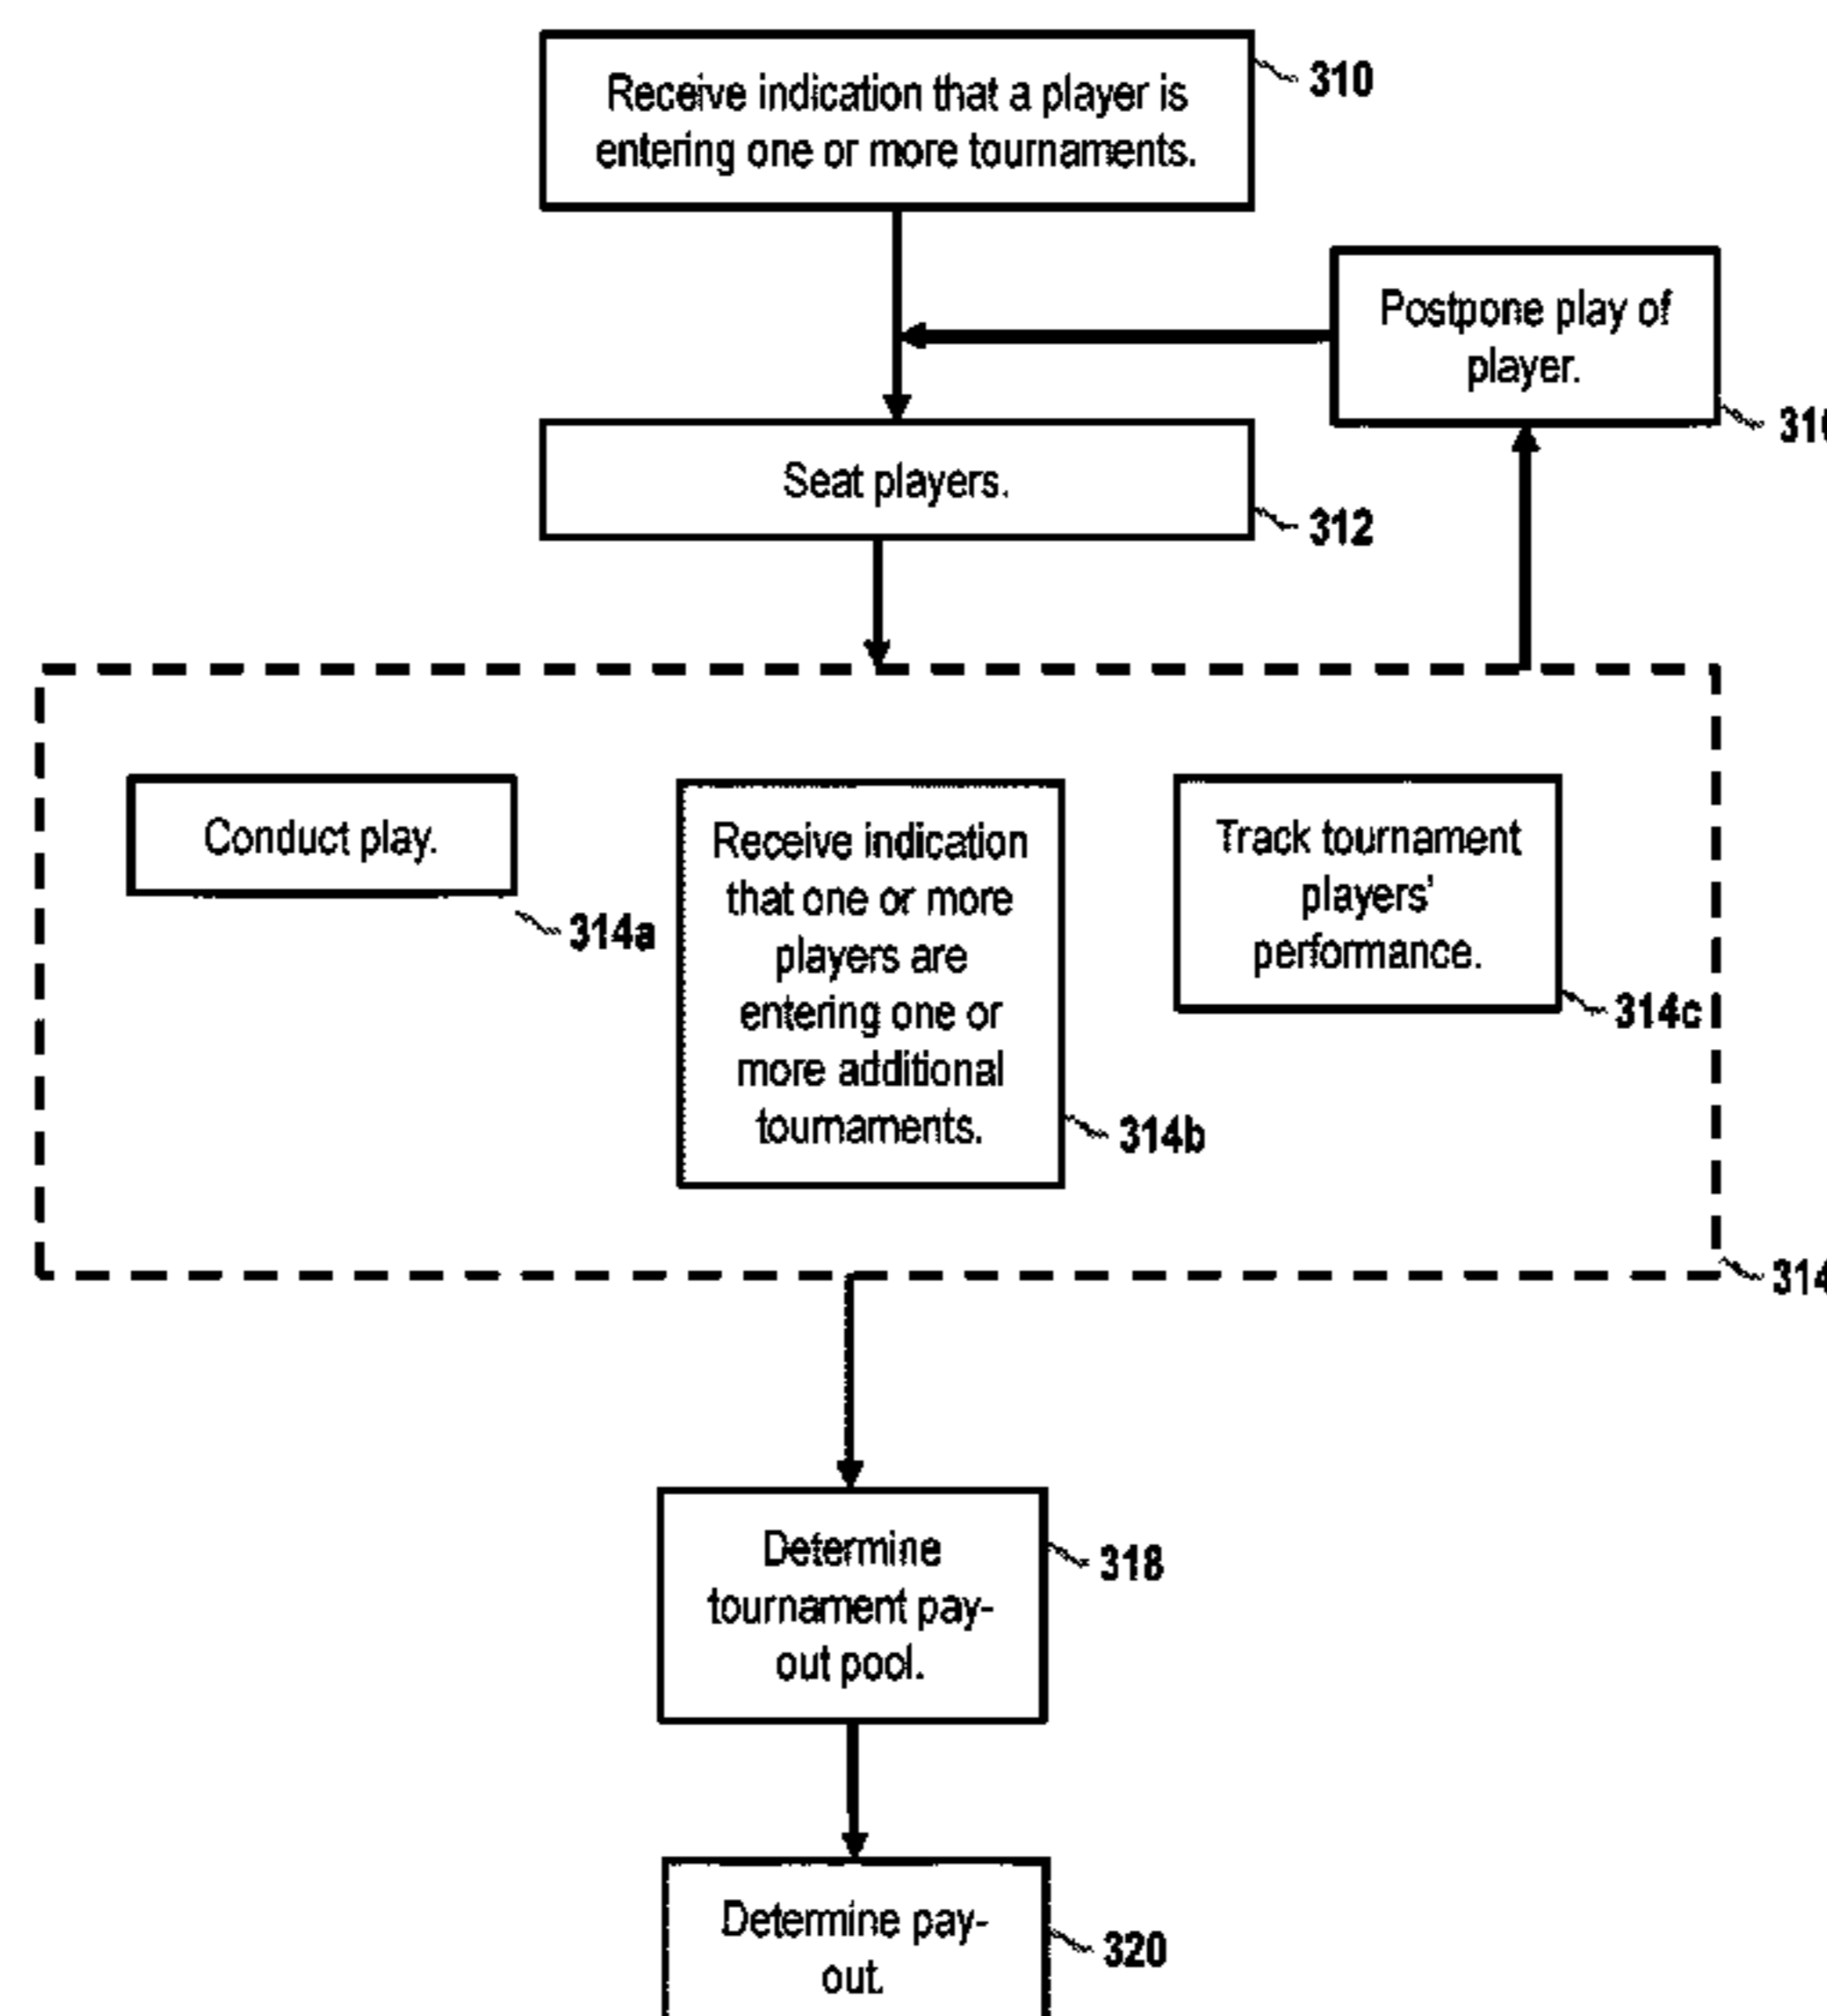 Receive indication that a player is
entering one or more tournaments.
310
Postpone play of
player.
Seat players.
312
Conduct play.
314a
Receive indication
that one or more
players are
entering one or
more additional
tournaments.
314b
Track tournament
players'
performance.
314c
314
Determine
tournament pay-
out pool.
318
Determine pay-
out.
320